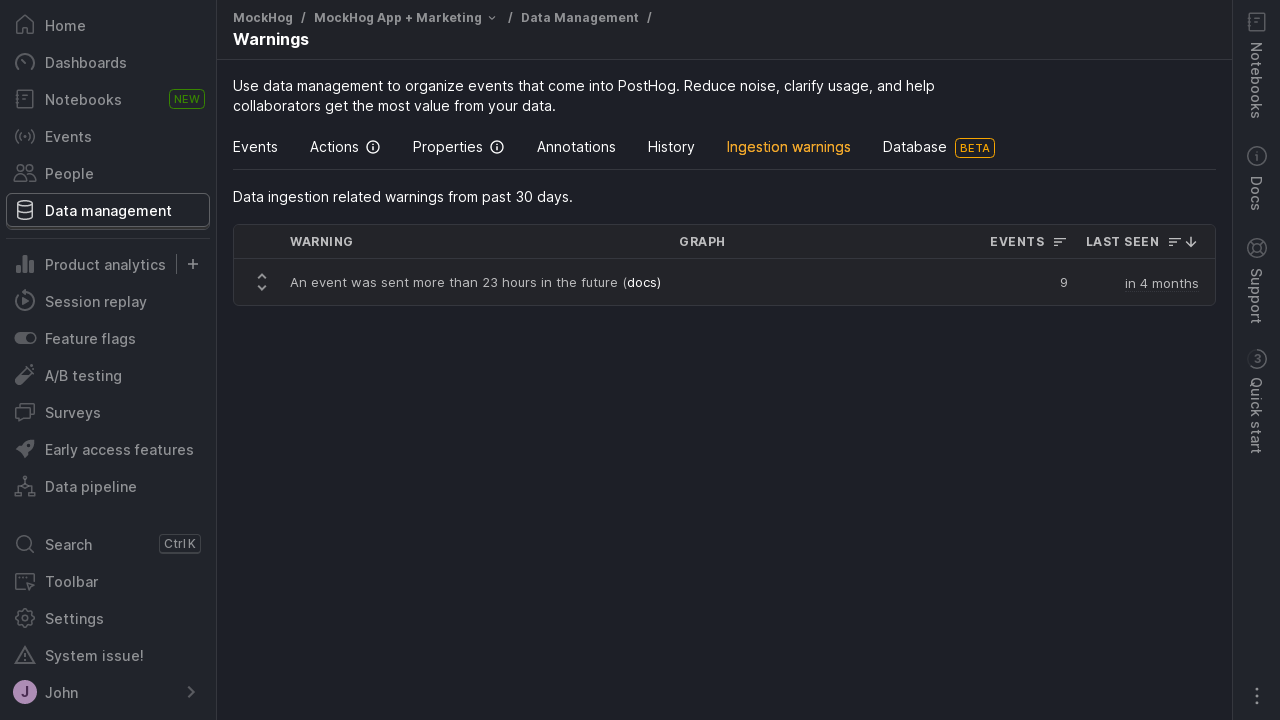 Home
Dashboards
Notebooks NEW
Events
People
Data management
Product analytics
Session replay
Feature flags
A/B testing
Surveys
Early access features
Data pipeline
Search Ctrl K
Toolbar
Settings
System issue!
J John
MockHog / MockHog App + Marketing / Data Management /
Warnings
Use data management to organize events that come into PostHog. Reduce noise, clarify usage, and help
collaborators get the most value from your data.
Events Actions Properties Annotations History Ingestion warnings Database BETA
Data ingestion related warnings from past 30 days.
WARNING GRAPH EVENTS LAST SEEN
An event was sent more than 23 hours in the future (docs) 9 in 4 months
Notebooks
Docs
Support
3 Quick start